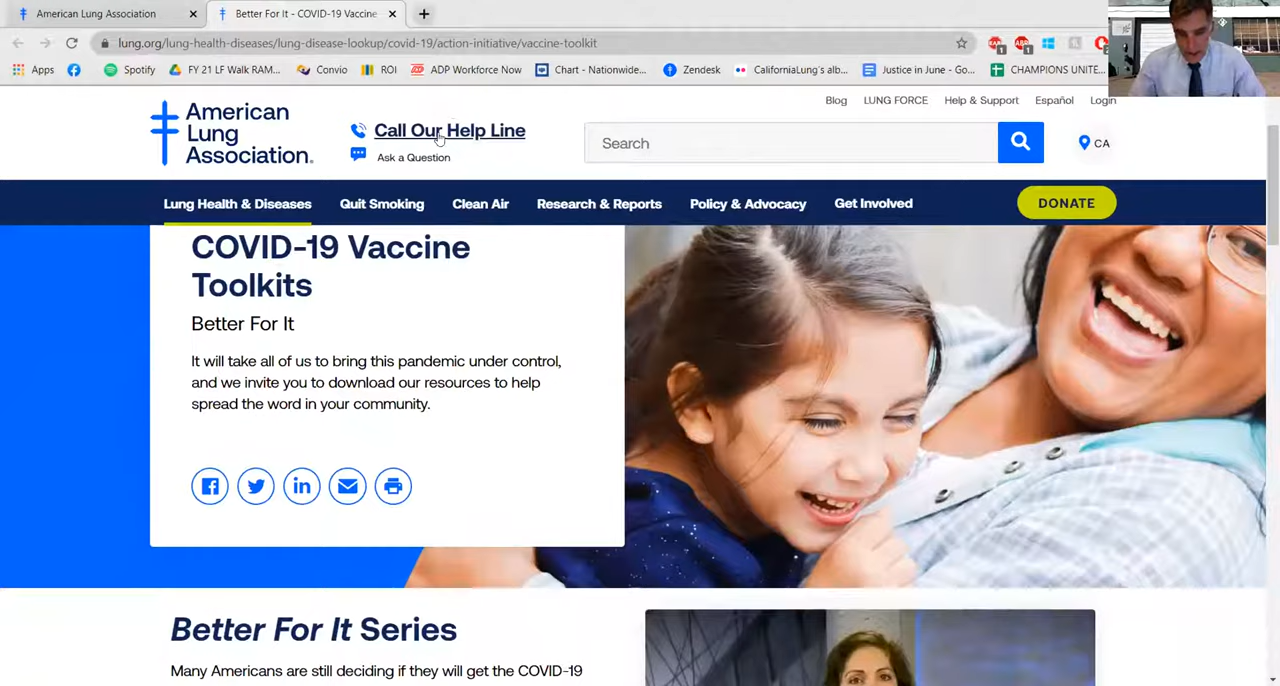 American Lung Association
Better For It - COVID-19 Vaccine
lung.org/lung-health-diseases/lung-disease-lookup/covid-19/action-initiative/vaccine-toolkit
Apps
Spotify
FY 21 LF Walk RAM...
Convio
ROI
ADP Workforce Now
Chart - Nationwide...
Zendesk
CaliforniaLung's alb...
Justice in June - Go...
CHAMPIONS UNITE...
Blog
LUNG FORCE
Help & Support
Español
Login
American
Lung
Association.
Call Our Help Line
Ask a Question
Search
CA
Lung Health & Diseases
Quit Smoking
Clean Air
Research & Reports
Policy & Advocacy
Get Involved
DONATE
COVID-19 Vaccine
Toolkits
Better For It
It will take all of us to bring this pandemic under control,
and we invite you to download our resources to help
spread the word in your community.
Better For It Series
Many Americans are still deciding if they will get the COVID-19